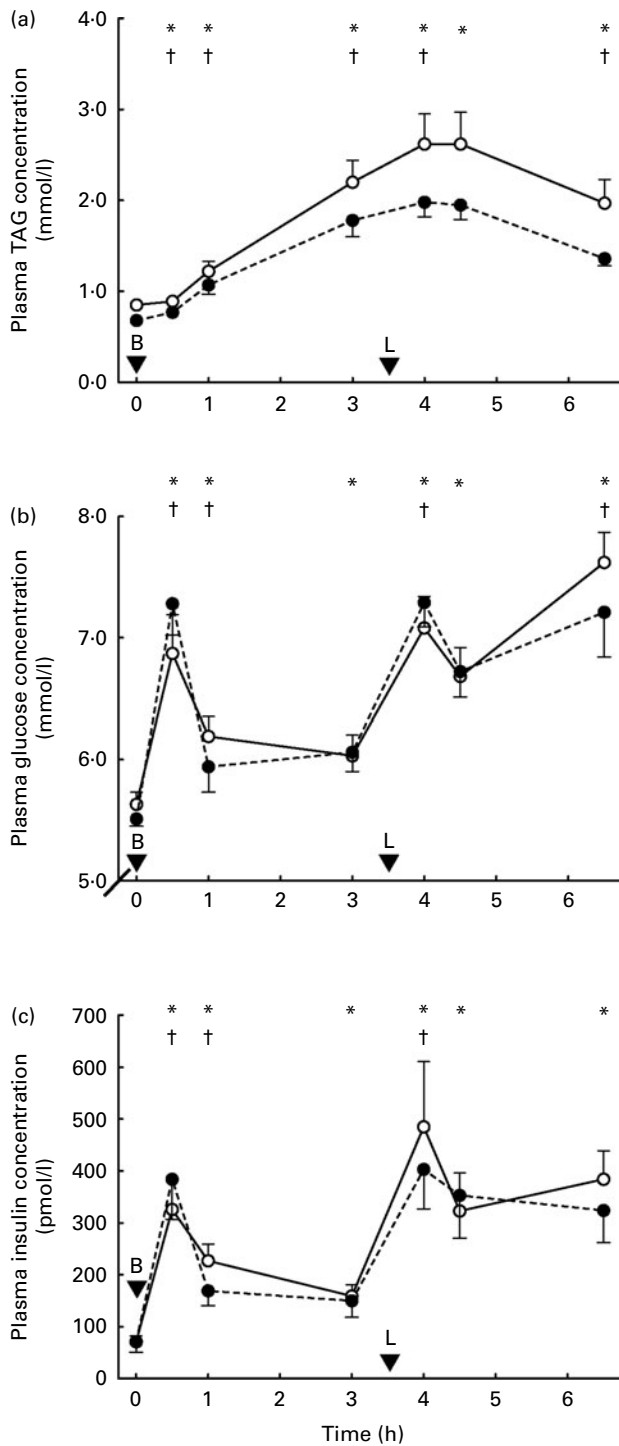 (a)
4·0
3·0
2·0
1·0
0·0
Plasma TAG concentration
(mmol/l)
* * * * * *
† † † † †
B
L
0 1 2 3 4 5 6
(b)
8·0
7·0
6·0
5·0
Plasma glucose concentration
(mmol/l)
* * * * * *
† † † †
B
L
0 1 2 3 4 5 6
(c)
700
600
500
400
300
200
100
0
Plasma insulin concentration
(pmol/l)
* * * * * *
† † †
B
L
0 1 2 3 4 5 6
Time (h)